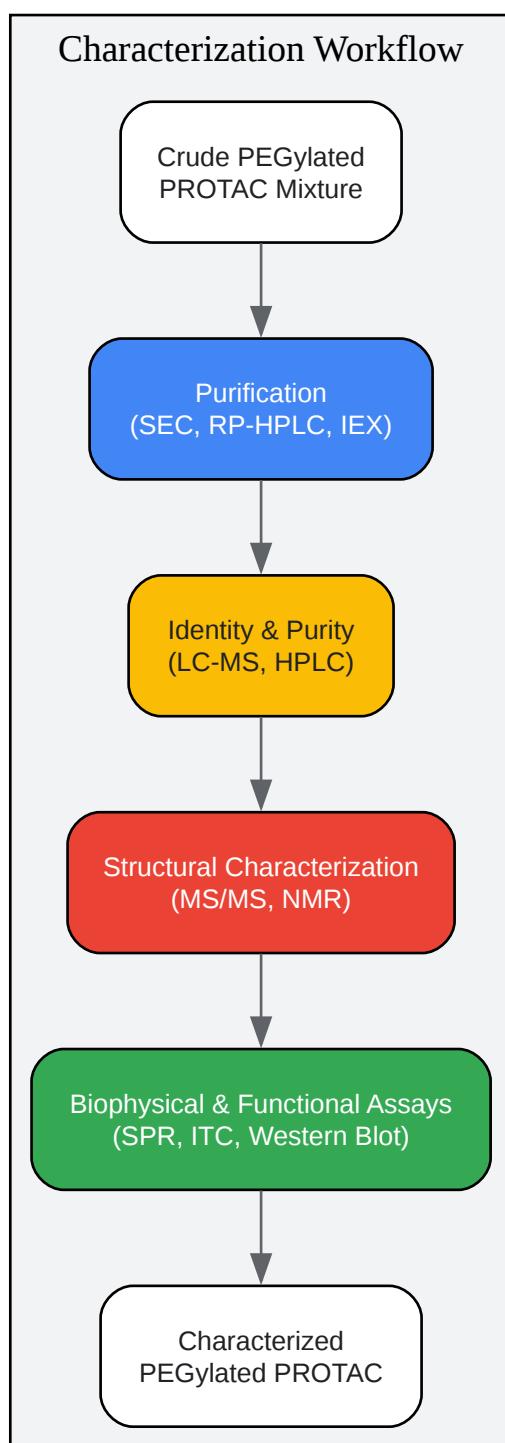 Characterization Workflow
Crude PEGylated
PROTAC Mixture
Purification
(SEC, RP-HPLC, IEX)
Identity & Purity
(LC-MS, HPLC)
Structural Characterization
(MS/MS, NMR)
Biophysical & Functional Assays
(SPR, ITC, Western Blot)
Characterized
PEGylated PROTAC